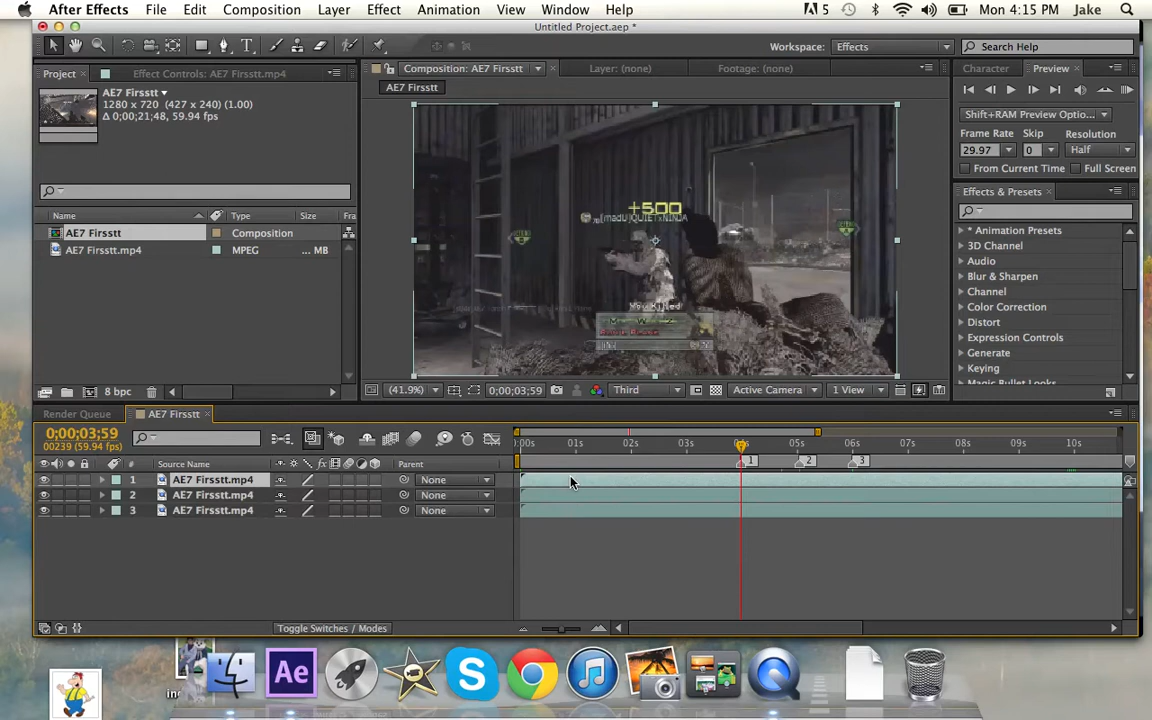 After Effects File Edit Composition Layer Effect Animation View Window Help 5 Mon 4:15 PM Jake
Untitled Project.aep *
Workspace: Effects Search Help
Project Effect Controls: AE7 Firsstt.mp4
Composition: AE7 Firsstt Layer: (none) Footage: (none)
Character Preview
AE7 Firsstt
1280 x 720 (427 x 240) (1.00)
Δ 0;00;21;48, 59.94 fps
AE7 Firsstt
Shift+RAM Preview Optio...
Frame Rate Skip Resolution
29.97 0 Half
From Current Time Full Screen
Effects & Presets
Name Type Size Fra
AE7 Firsstt Composition
AE7 Firsstt.mp4 MPEG ... MB
* Animation Presets
3D Channel
Audio
Blur & Sharpen
Channel
Color Correction
Distort
Expression Controls
Generate
Keying
Magic Bullet Looks
+500
8 bpc
(41.9%) 0;00;03;59 Third Active Camera 1 View
Render Queue AE7 Firsstt
0;00;03;59
00239 (59.94 fps)
:00s 01s 02s 03s 04s 05s 06s 07s 08s 09s 10s
1 2 3
# Source Name Parent
1 AE7 Firsstt.mp4 None
2 AE7 Firsstt.mp4 None
3 AE7 Firsstt.mp4 None
Toggle Switches / Modes
Ae